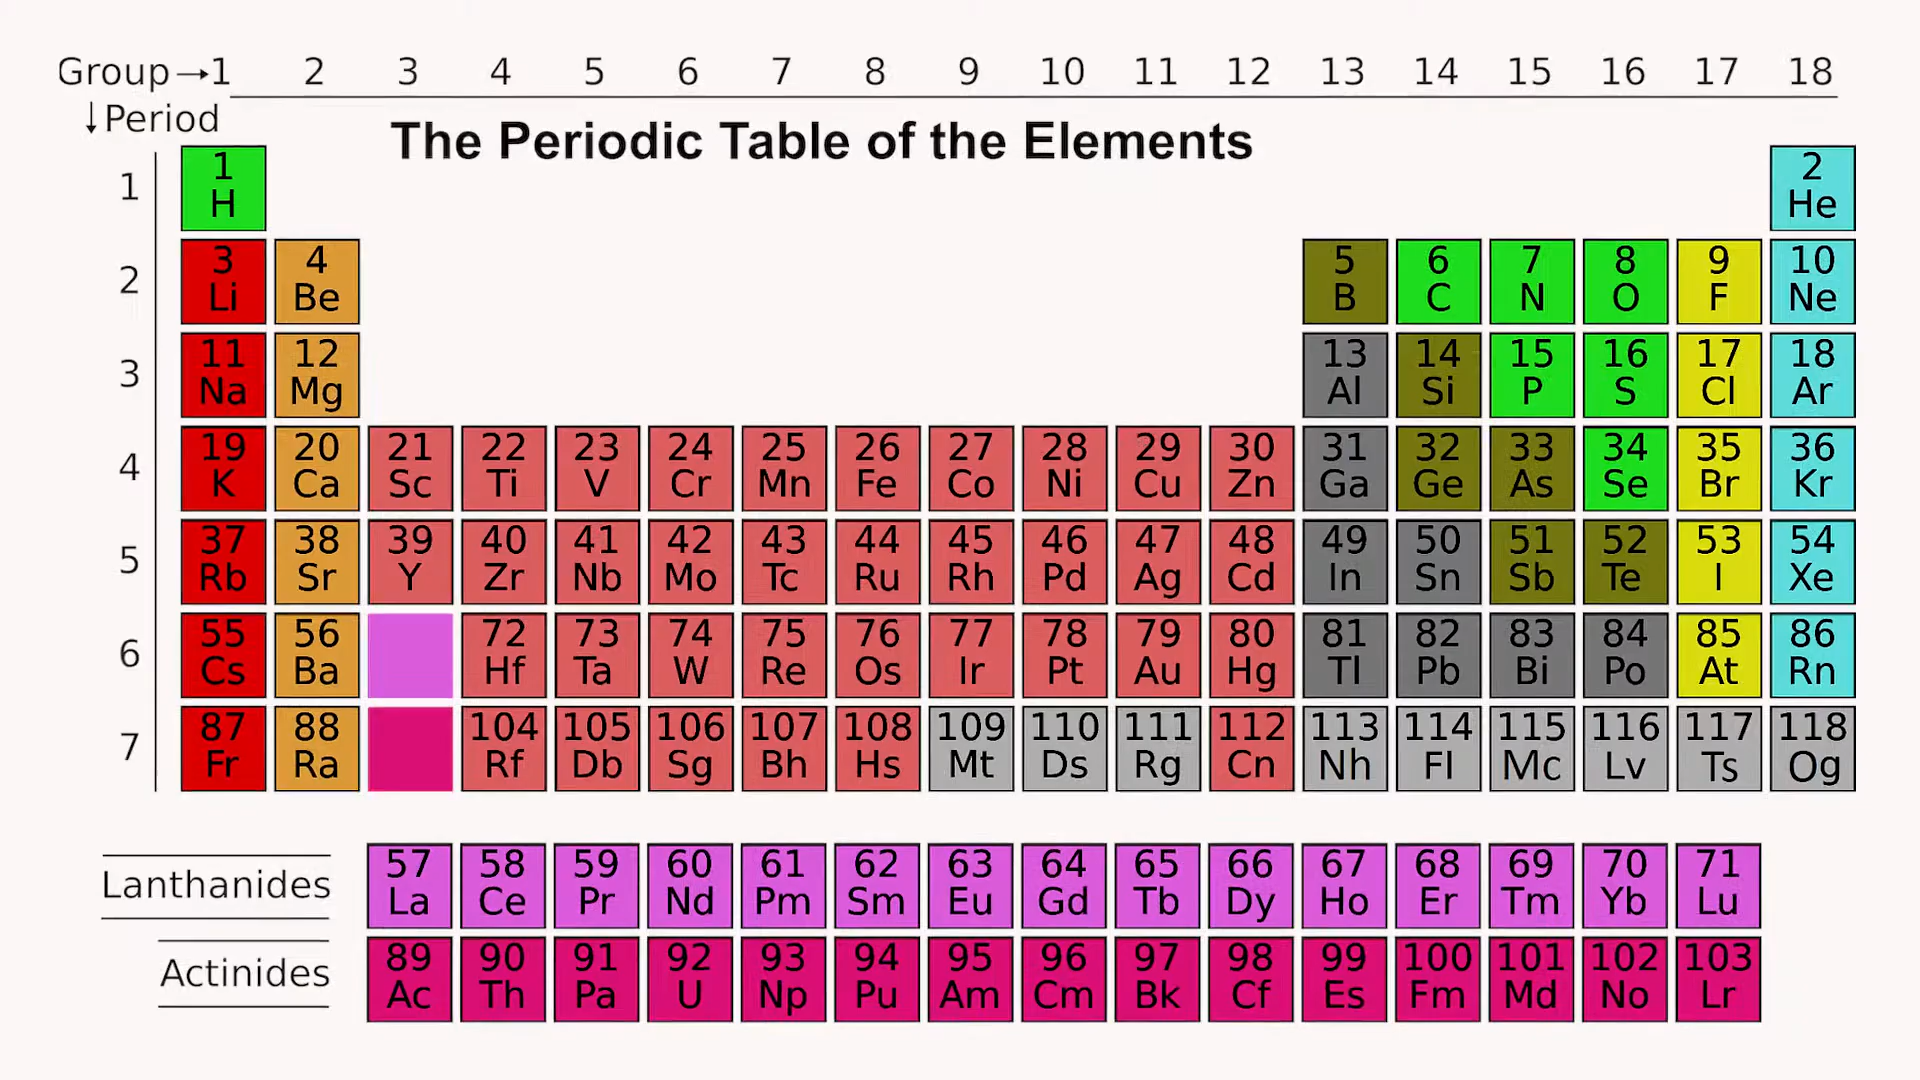 Group→1 2 3 4 5 6 7 8 9 10 11 12 13 14 15 16 17 18
↓Period
The Periodic Table of the Elements
1 1 2
H He
2 3 4 5 6 7 8 9 10
Li Be B C N O F Ne
3 11 12 13 14 15 16 17 18
Na Mg Al Si P S Cl Ar
4 19 20 21 22 23 24 25 26 27 28 29 30 31 32 33 34 35 36
K Ca Sc Ti V Cr Mn Fe Co Ni Cu Zn Ga Ge As Se Br Kr
5 37 38 39 40 41 42 43 44 45 46 47 48 49 50 51 52 53 54
Rb Sr Y Zr Nb Mo Tc Ru Rh Pd Ag Cd In Sn Sb Te I Xe
6 55 56 72 73 74 75 76 77 78 79 80 81 82 83 84 85 86
Cs Ba Hf Ta W Re Os Ir Pt Au Hg Tl Pb Bi Po At Rn
7 87 88 104 105 106 107 108 109 110 111 112 113 114 115 116 117 118
Fr Ra Rf Db Sg Bh Hs Mt Ds Rg Cn Nh Fl Mc Lv Ts Og
Lanthanides 57 58 59 60 61 62 63 64 65 66 67 68 69 70 71
La Ce Pr Nd Pm Sm Eu Gd Tb Dy Ho Er Tm Yb Lu
Actinides 89 90 91 92 93 94 95 96 97 98 99 100 101 102 103
Ac Th Pa U Np Pu Am Cm Bk Cf Es Fm Md No Lr